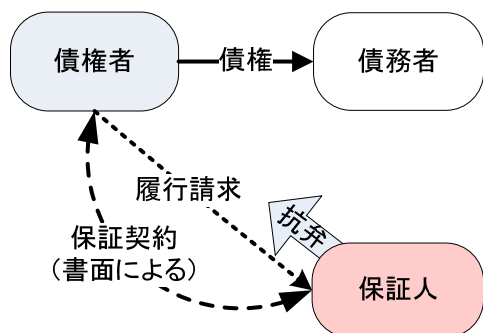 債権者
債権
債務者
履行請求
抗弁
保証契約
（書面による）
保証人